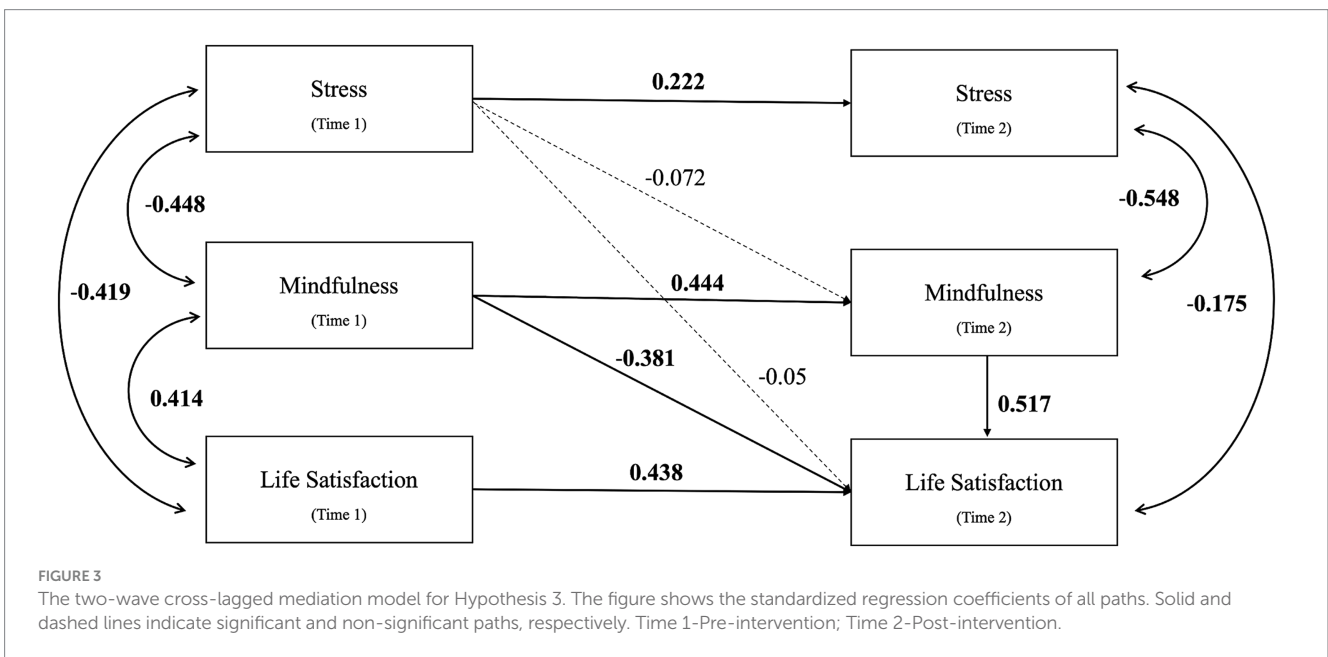 Stress
(Time 1)
0.222
Stress
(Time 2)
-0.072
-0.448
-0.548
Mindfulness
(Time 1)
0.444
Mindfulness
(Time 2)
-0.419
-0.175
-0.381
-0.05
0.414
0.517
Life Satisfaction
(Time 1)
0.438
Life Satisfaction
(Time 2)
FIGURE 3
The two-wave cross-lagged mediation model for Hypothesis 3. The figure shows the standardized regression coefficients of all paths. Solid and
dashed lines indicate significant and non-significant paths, respectively. Time 1-Pre-intervention; Time 2-Post-intervention.